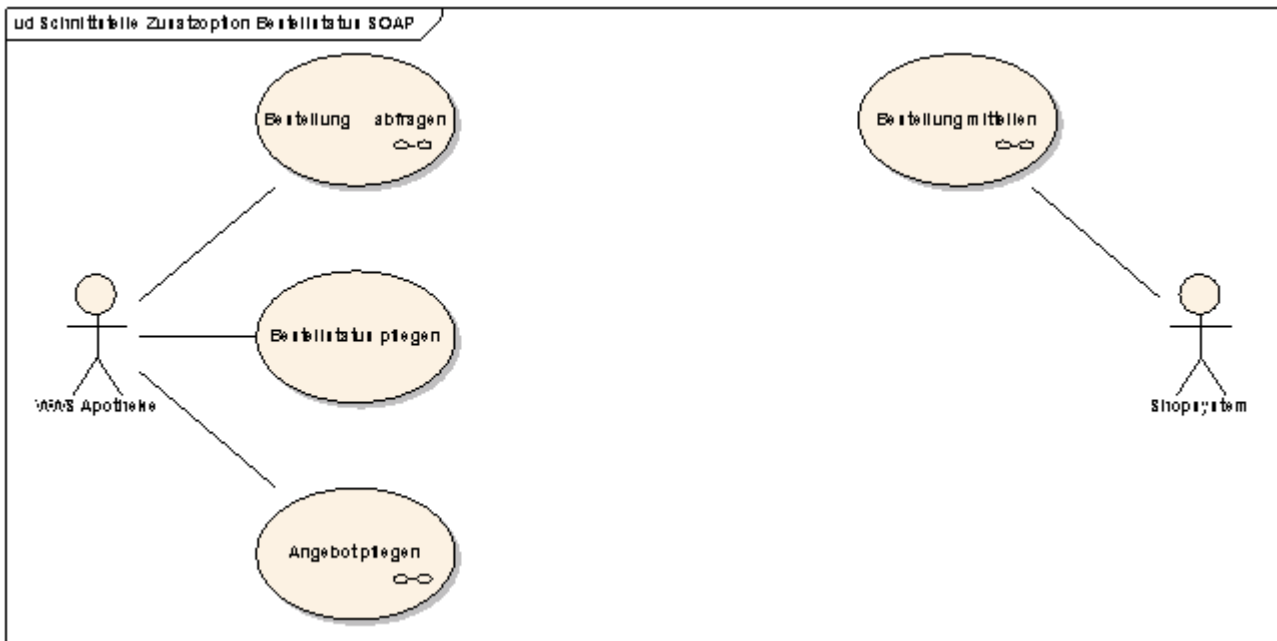 ud Schnittstelle Zusatzoption Bestellstatus SOAP
Bestellung abfragen
Bestellung mitteilen
Bestellstatus pflegen
WWS Apotheke
Shopsystem
Angebot pflegen